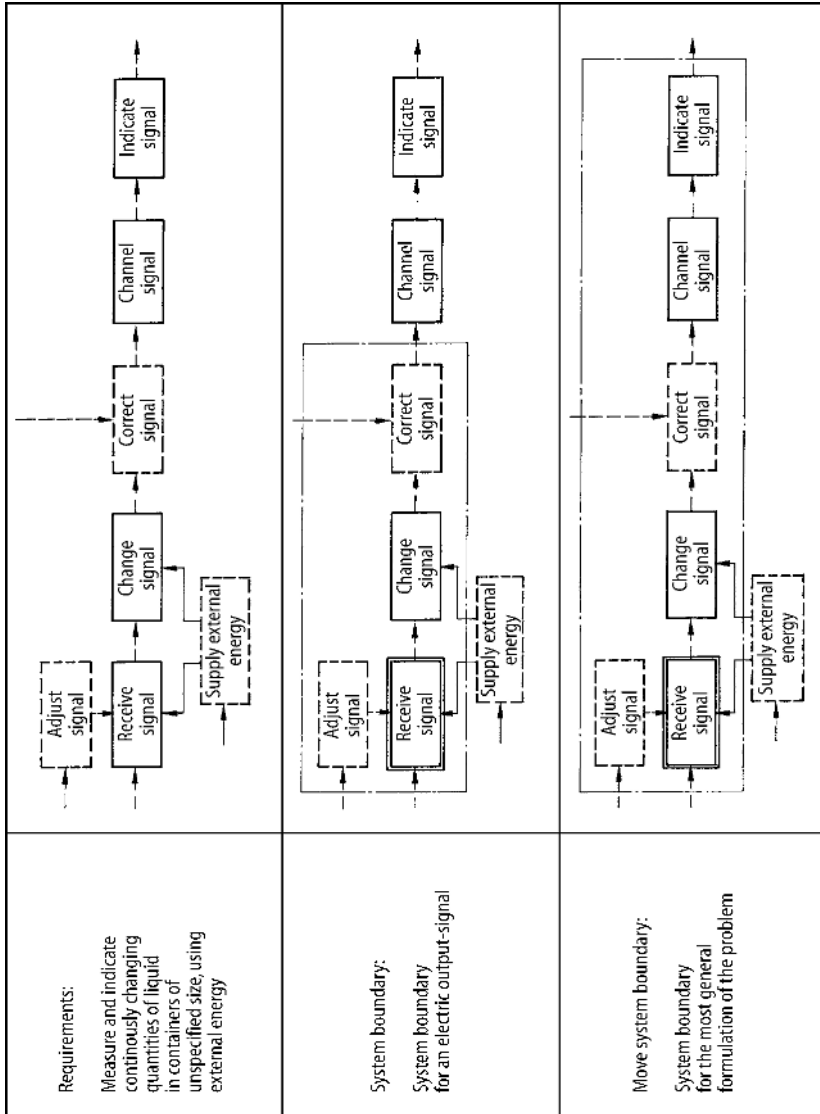 Requirements:
Measure and indicate
continously changing
quantities of liquid
in containers of
unspecified size, using
external energy
Adjust
signal
Receive
signal
Supply external
energy
Change
signal
Correct
signal
Channel
signal
Indicate
signal
System boundary:
System boundary
for an electric output-signal
Adjust
signal
Receive
signal
Supply external
energy
Change
signal
Correct
signal
Channel
signal
Indicate
signal
Move system boundary:
System boundary
for the most general
formulation of the problem
Adjust
signal
Receive
signal
Supply external
energy
Change
signal
Correct
signal
Channel
signal
Indicate
signal